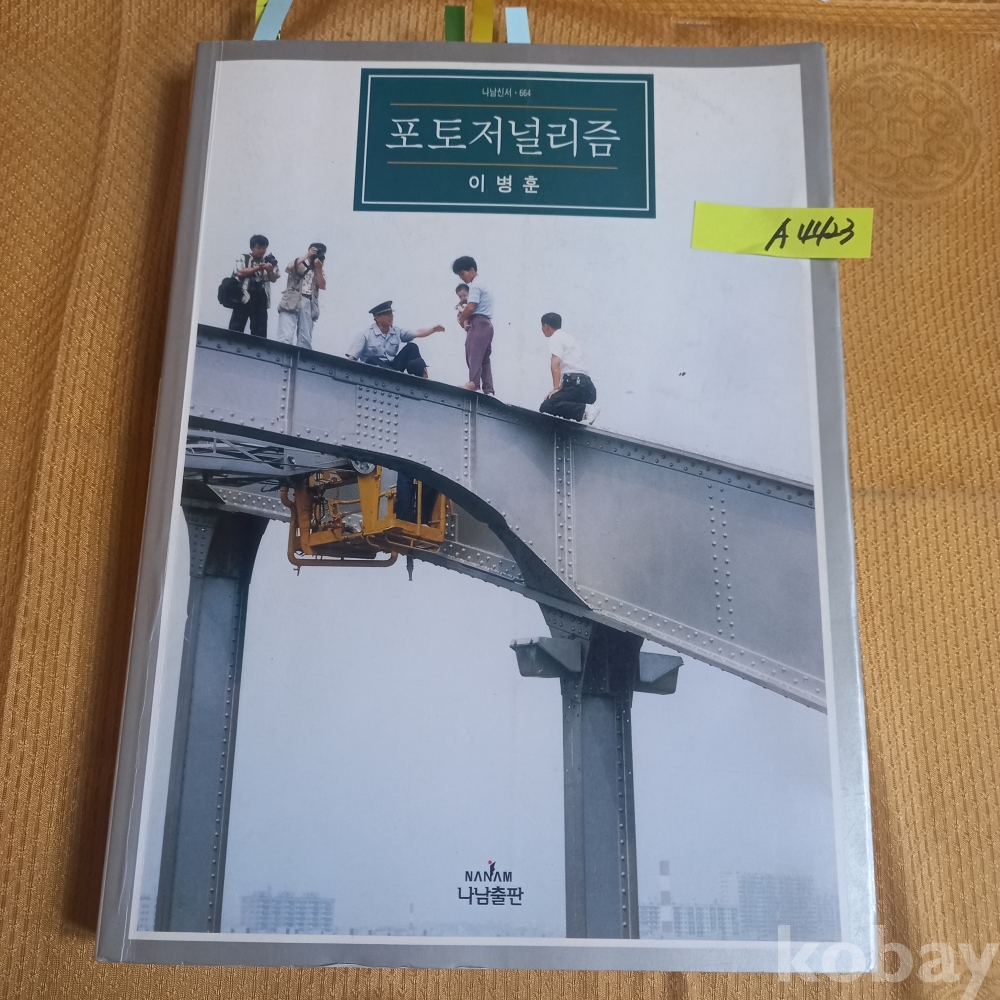 나남신서 · 664
포토저널리즘
이병훈
A4423
NANAM
나남출판
kobay